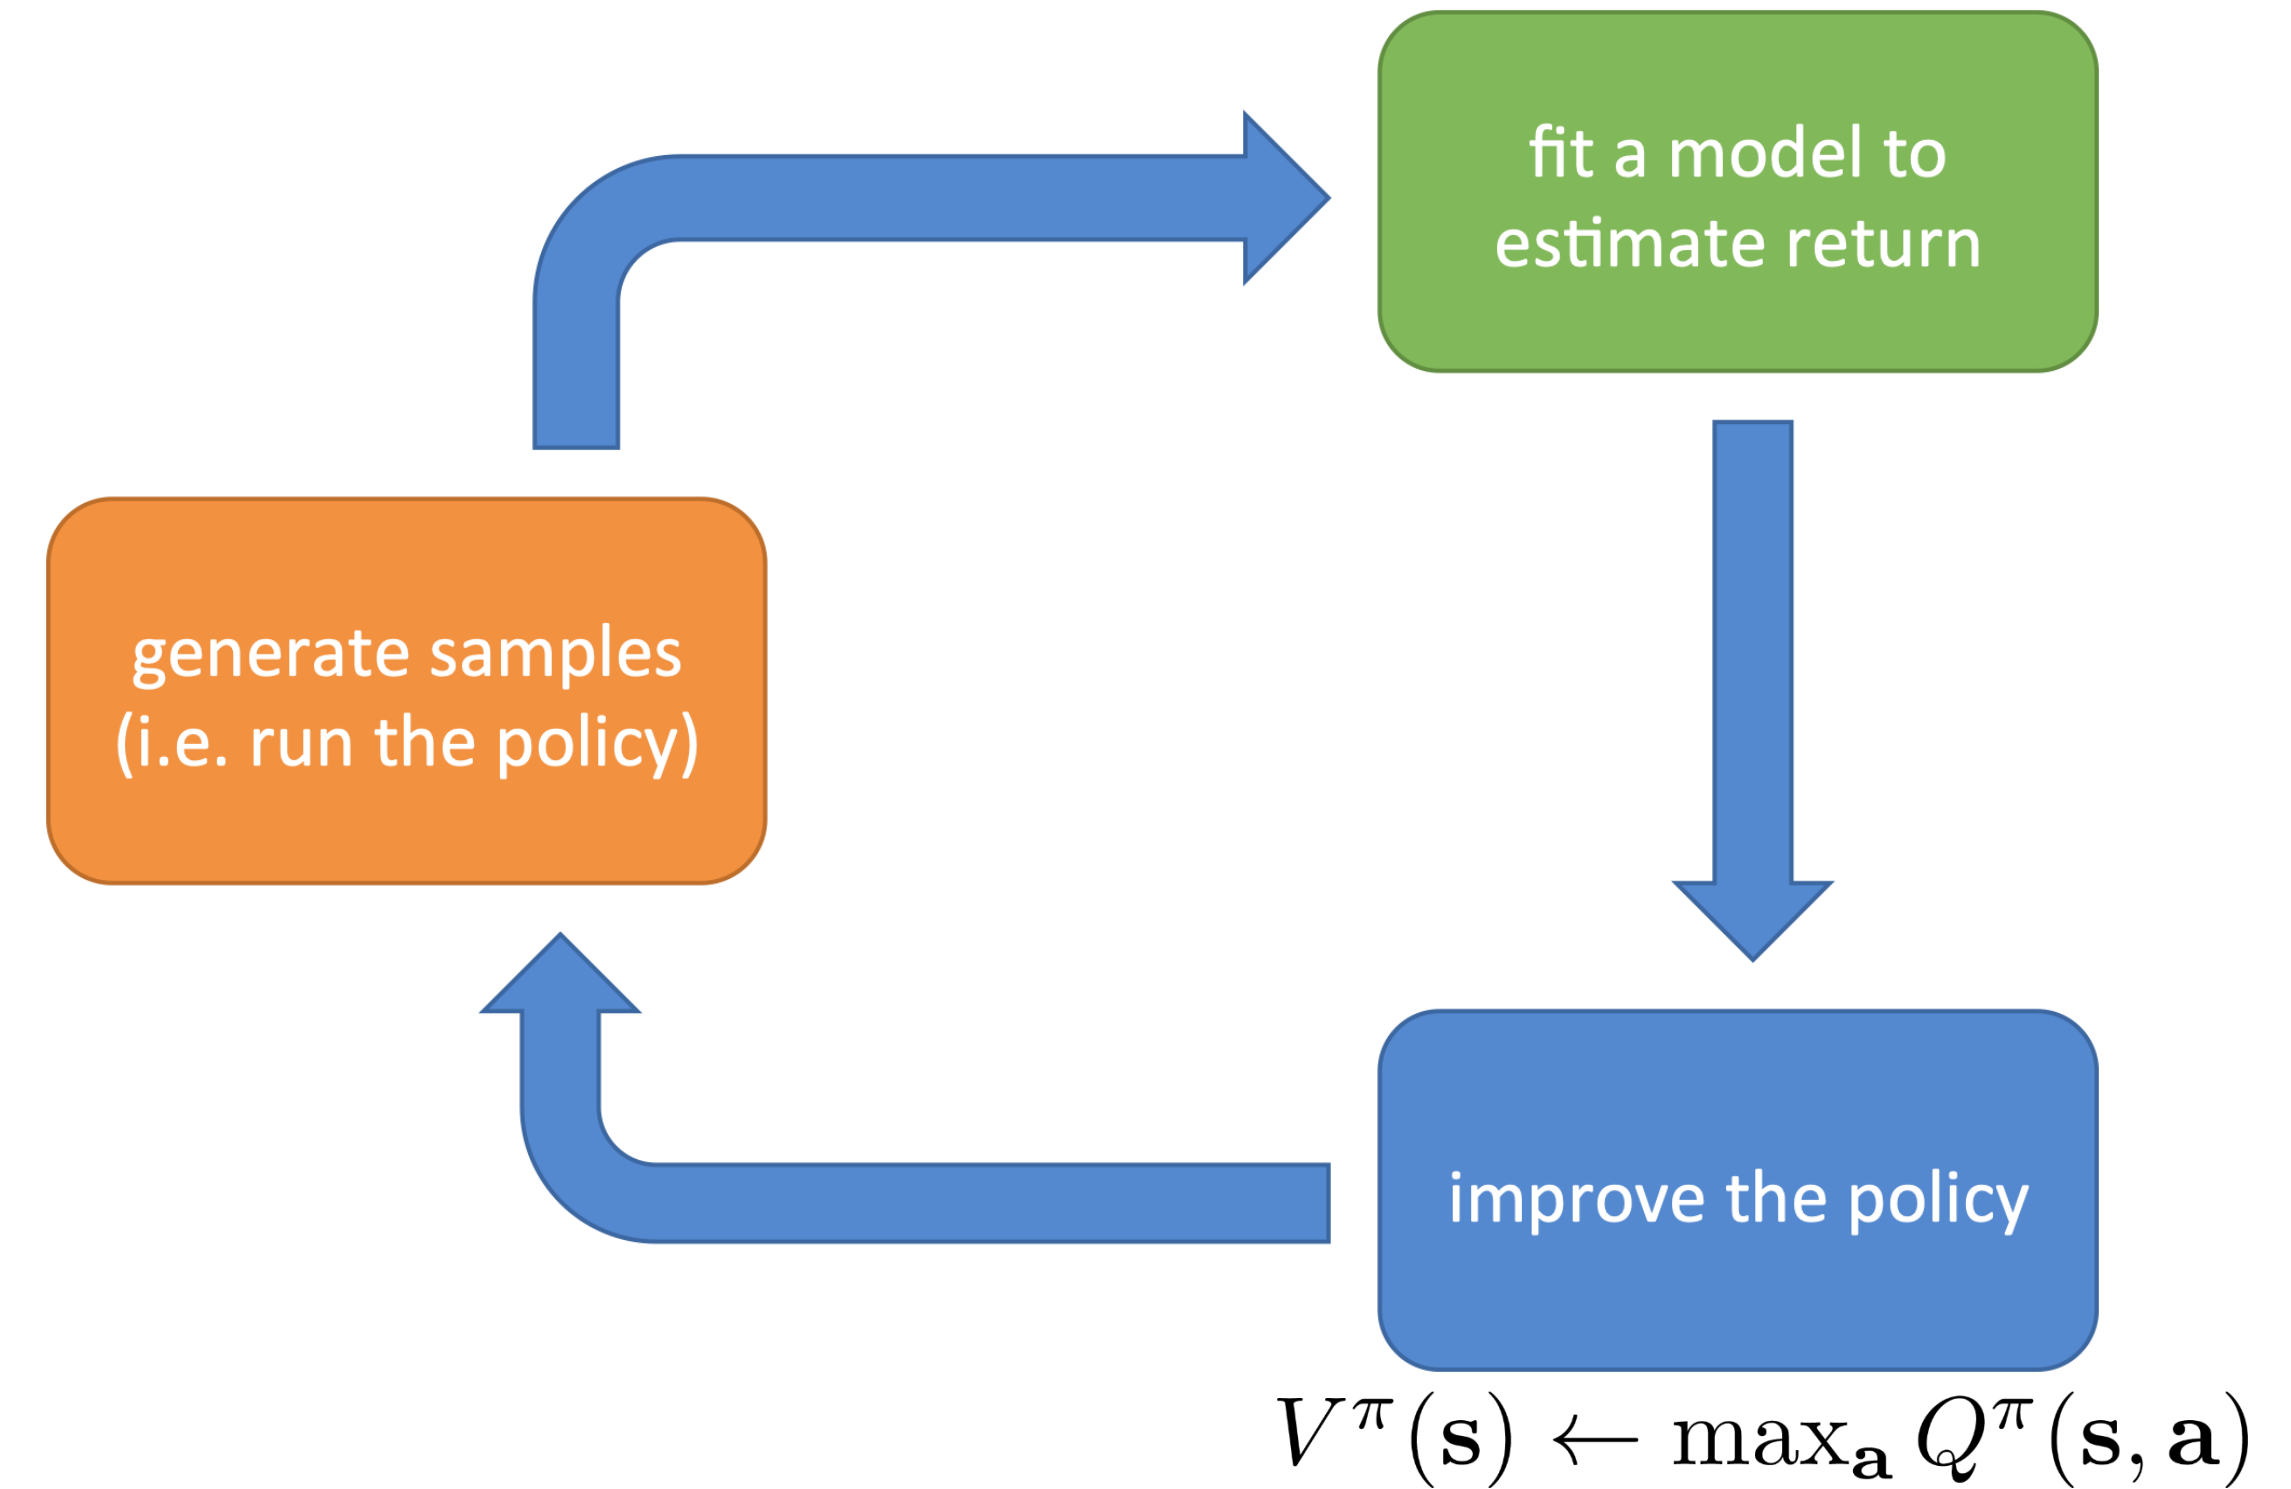 fit a model to
estimate return
generate samples
(i.e. run the policy)
improve the policy
V^π(s) ← max_a Q^π(s, a)